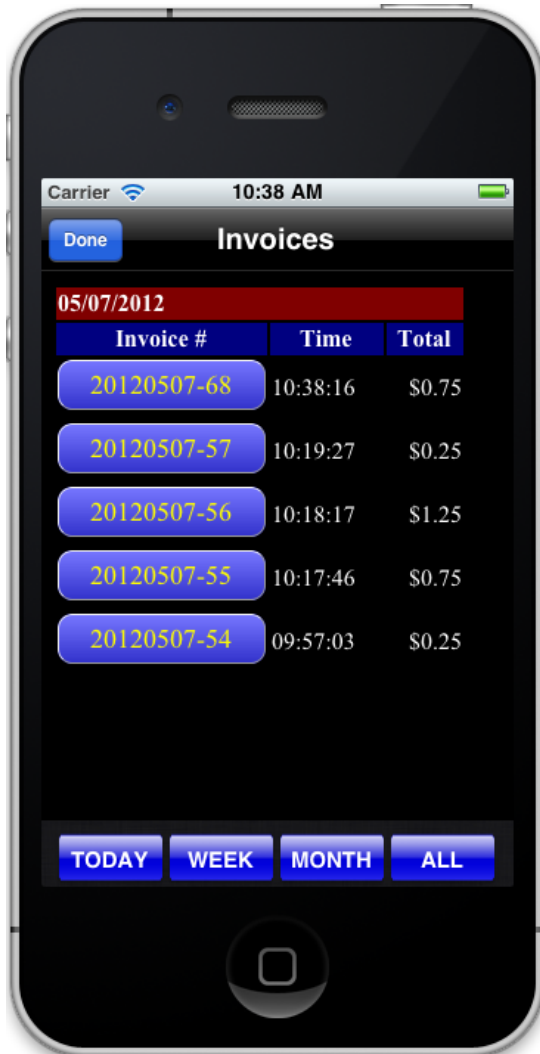 Carrier 10:38 AM
Done Invoices
05/07/2012
Invoice # Time Total
20120507-68 10:38:16 $0.75
20120507-57 10:19:27 $0.25
20120507-56 10:18:17 $1.25
20120507-55 10:17:46 $0.75
20120507-54 09:57:03 $0.25
TODAY WEEK MONTH ALL